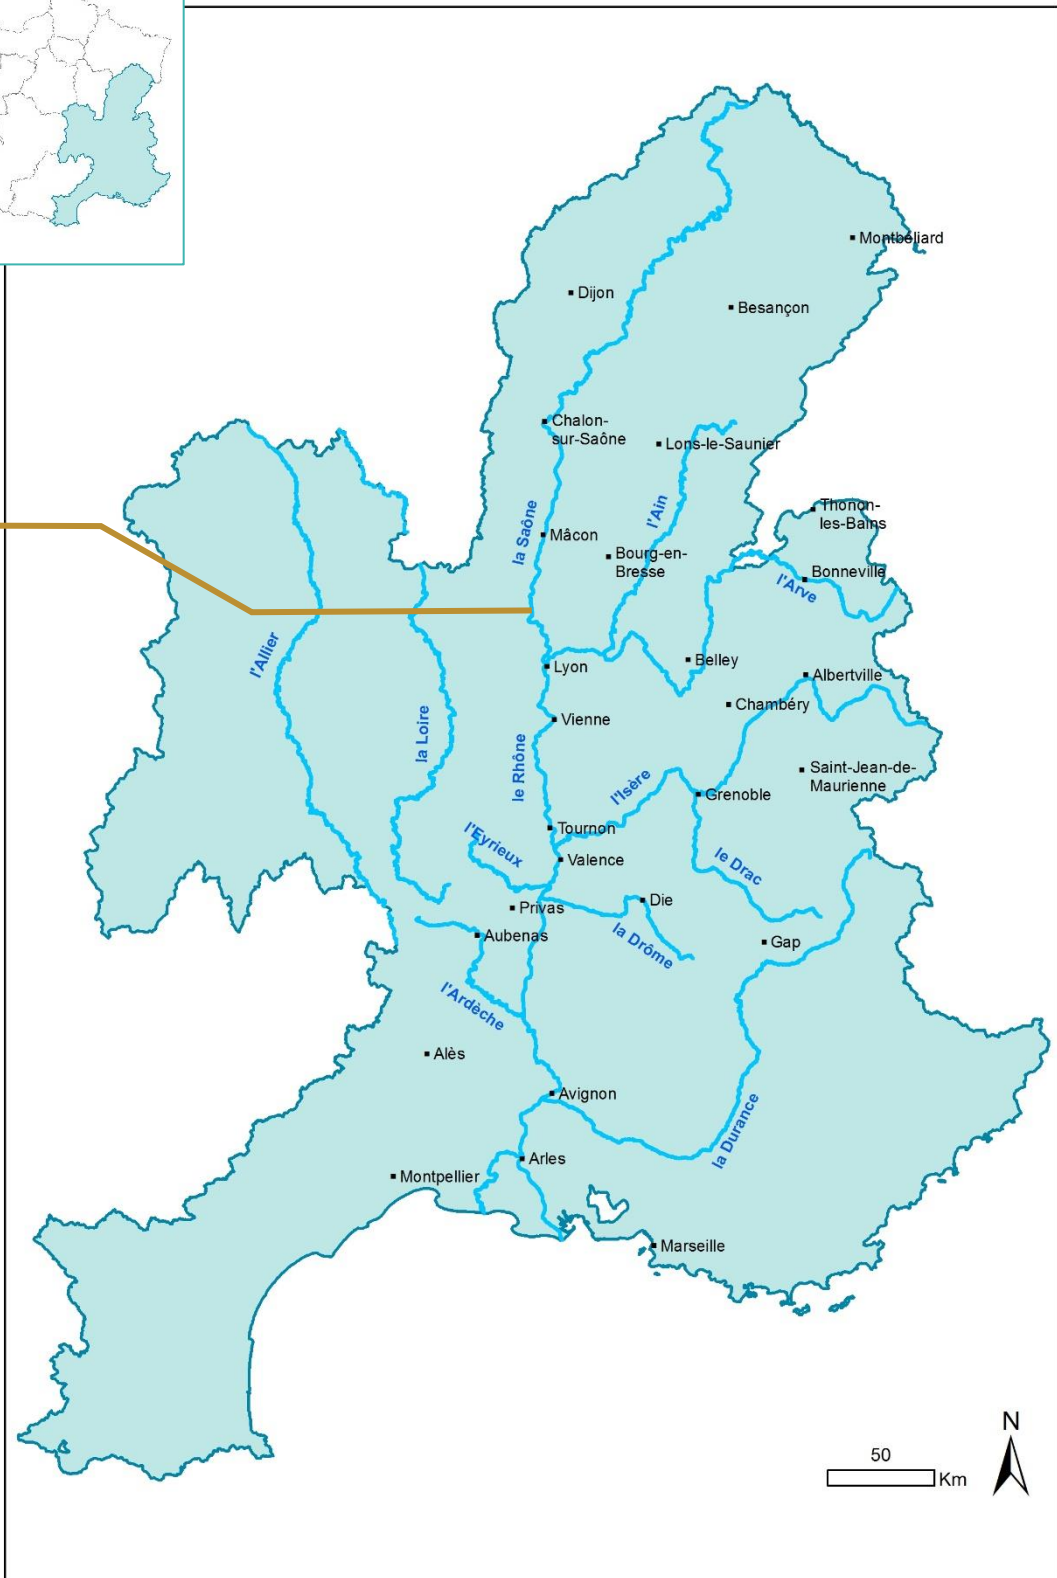 Montbéliard
Dijon
Besançon
Chalon-
sur-Saône
Lons-le-Saunier
l'Ain
Thonon-
les-Bains
la Saône
Mâcon
Bourg-en-
Bresse
Bonneville
l'Arve
l'Allier
Lyon
Belley
Albertville
Chambéry
Vienne
la Loire
le Rhône
Saint-Jean-de-
Maurienne
l'Isère
Grenoble
Tournon
l'Eyrieux
Valence
le Drac
Die
Privas
Aubenas
la Drôme
Gap
l'Ardèche
Alès
Avignon
la Durance
Arles
Montpellier
Marseille
N
50
Km